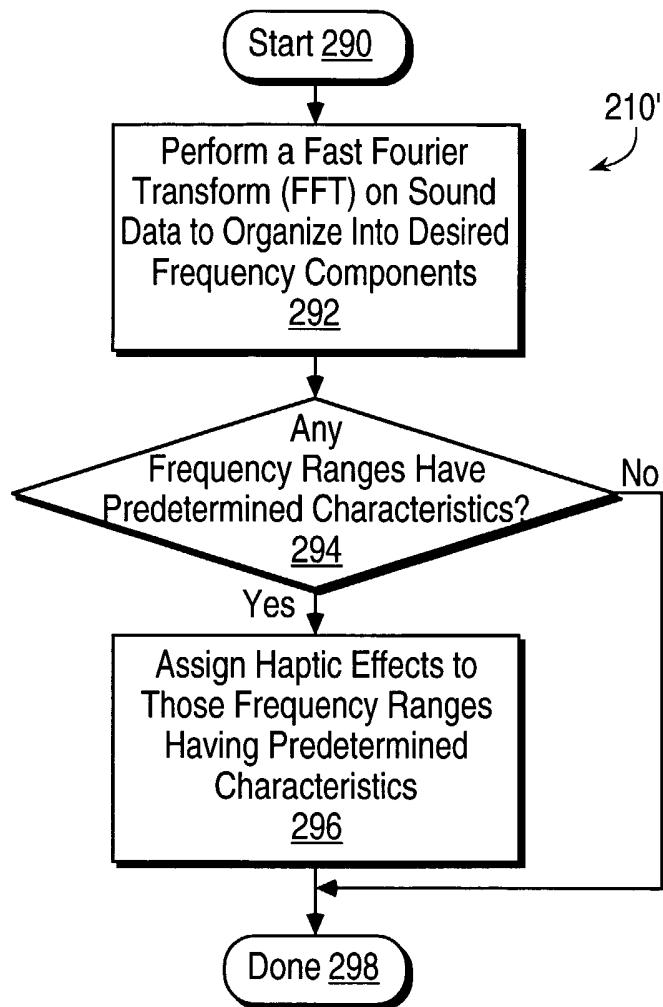 Start 290
210'
Perform a Fast Fourier
Transform (FFT) on Sound
Data to Organize Into Desired
Frequency Components
292
Any
Frequency Ranges Have
Predetermined Characteristics?
294
No
Yes
Assign Haptic Effects to
Those Frequency Ranges
Having Predetermined
Characteristics
296
Done 298